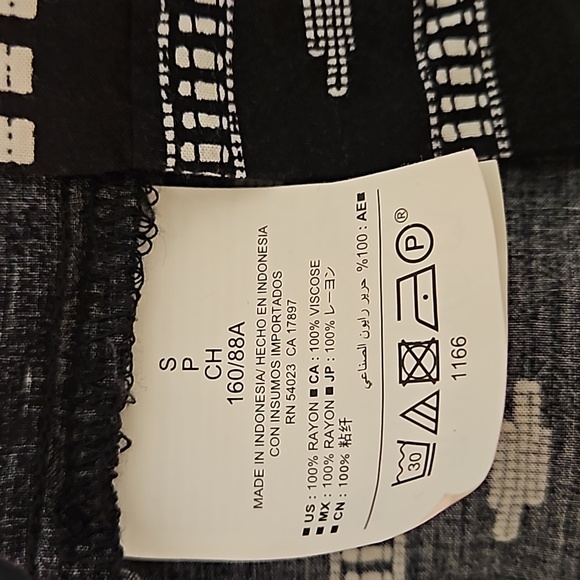 S
P
CH
160/88A
MADE IN INDONESIA/ HECHO EN INDONESIA
CON INSUMOS IMPORTADOS
RN 54023 CA 17897
■ US : 100% RAYON ■ CA : 100% VISCOSE
■ MX : 100% RAYON ■ JP : 100% レーヨン
■ CN : 100% 粘纤
■AE : %100 حرير رايون الصناعي
30 P ®
1166